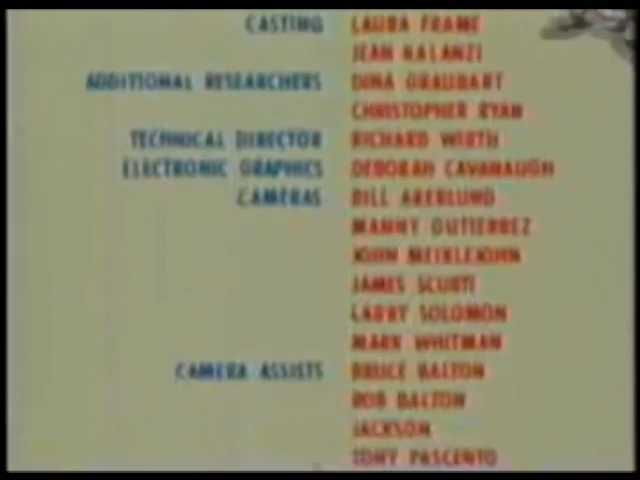 CASTING LAURA FRAME
JEAN KALANZI
ADDITIONAL RESEARCHERS DINA GRAUBART
CHRISTOPHER RYAN
TECHNICAL DIRECTOR RICHARD WIRTH
ELECTRONIC GRAPHICS DEBORAH CAVANAUGH
CAMERAS BILL AKERLUND
MANNY GUTIERREZ
JOHN MEIKLEJOHN
JAMES SCURTI
LARRY SOLOMON
MARK WHITMAN
CAMERA ASSISTS BRUCE BALTON
ROB BALTON
JACKSON
TONY PASCENTO